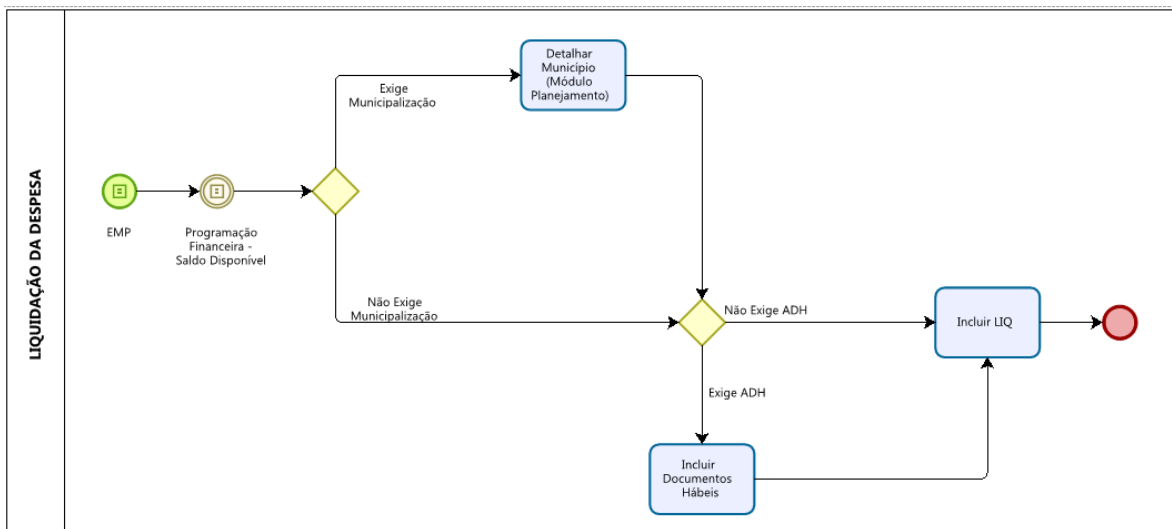 LIQUIDAÇÃO DA DESPESA
EMP
Programação
Financeira -
Saldo Disponível
Exige
Municipalização
Detalhar
Município
(Módulo
Planejamento)
Não Exige
Municipalização
Não Exige ADH
Exige ADH
Incluir
Documentos
Hábeis
Incluir LIQ